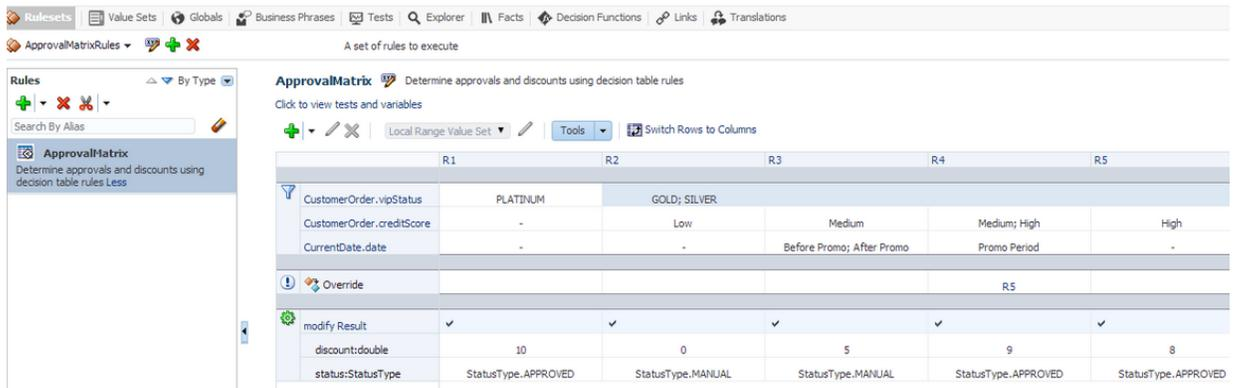 Rulesets Value Sets Globals Business Phrases Tests Explorer Facts Decision Functions Links Translations
ApprovalMatrixRules A set of rules to execute
Rules By Type
Search By Alias
ApprovalMatrix
Determine approvals and discounts using
decision table rules Less
ApprovalMatrix Determine approvals and discounts using decision table rules
Click to view tests and variables
Local Range Value Set Tools Switch Rows to Columns
R1 R2 R3 R4 R5
CustomerOrder.vipStatus PLATINUM GOLD; SILVER
CustomerOrder.creditScore - Low Medium Medium; High High
CurrentDate.date - - Before Promo; After Promo Promo Period -
Override R5
modify Result
discount:double 10 0 5 9 8
status:StatusType StatusType.APPROVED StatusType.MANUAL StatusType.MANUAL StatusType.APPROVED StatusType.APPROVED